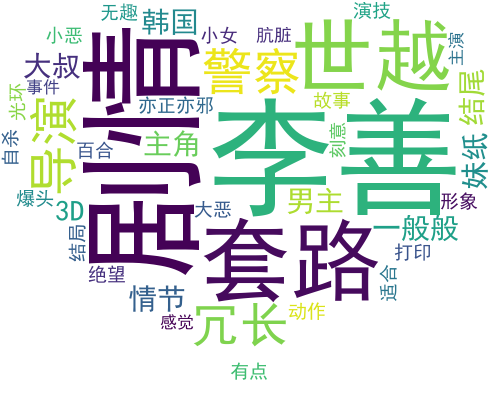 无趣
韩国
小女
肮脏
演技
小恶
世越
主演
大叔
剧情
警察
光环
事件
亦正亦邪
故事
李善
结尾
导演
自杀
百合
主角
刻意
妹纸
爆头
3D
大恶
男主
一般般
形象
套路
结局
打印
绝望
情节
适合
冗长
动作
感觉
有点